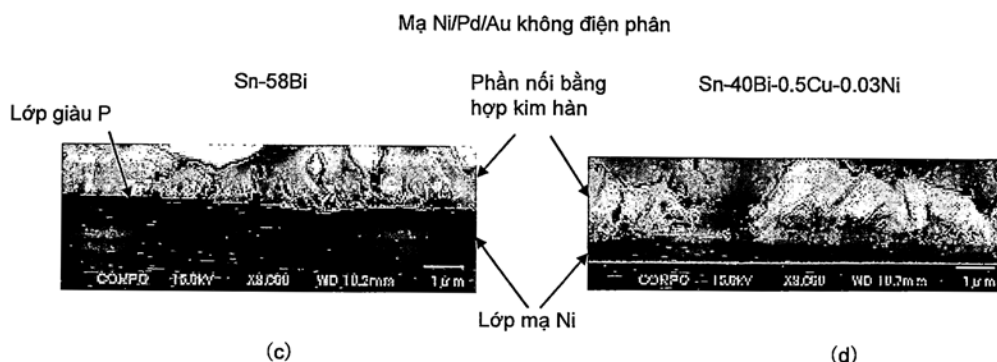 Mạ Ni/Pd/Au không điện phân
Sn-58Bi
Phần nối bằng
hợp kim hàn
Sn-40Bi-0.5Cu-0.03Ni
Lớp giàu P
COMPO 15.0kV X8,000 WD 10.2mm 1μm
COMPO 15.0kV X8,000 WD 10.7mm 1μm
Lớp mạ Ni
(c)
(d)